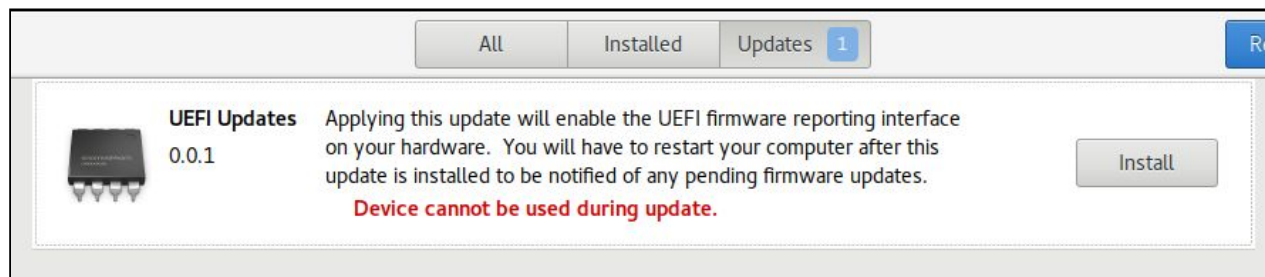 All
Installed
Updates 1
UEFI Updates
0.0.1
Applying this update will enable the UEFI firmware reporting interface
on your hardware. You will have to restart your computer after this
update is installed to be notified of any pending firmware updates.
Device cannot be used during update.
Install